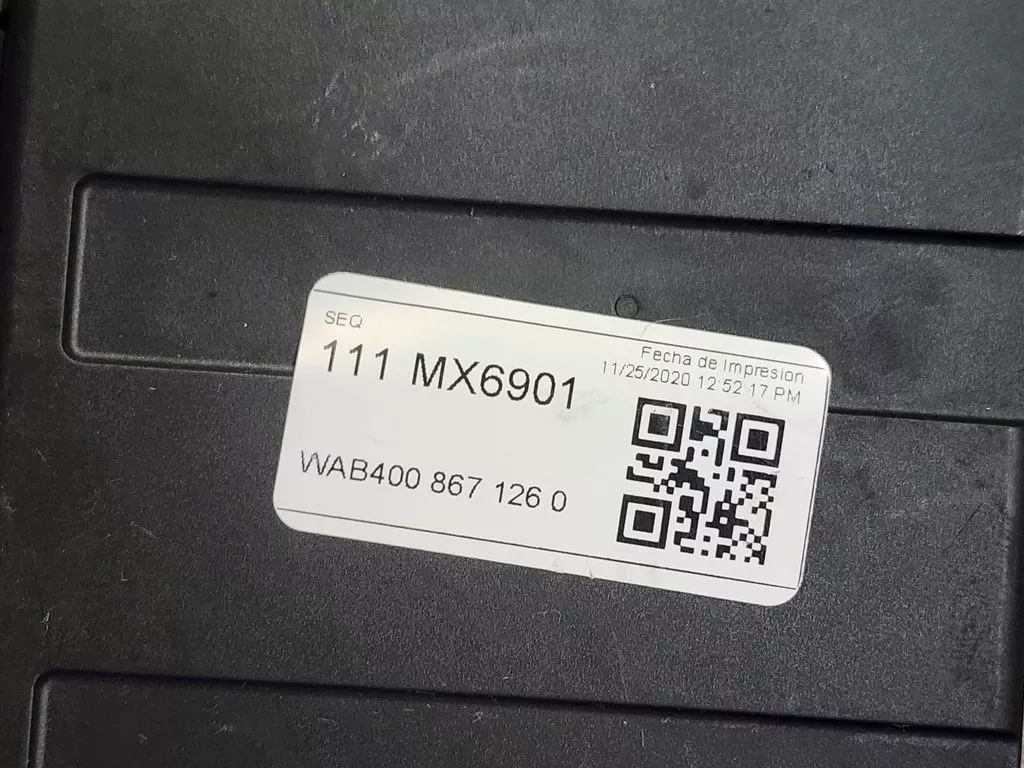 SEQ
111 MX6901
Fecha de Impresion
11/25/2020 12 52 17 PM
WAB400 867 126 0